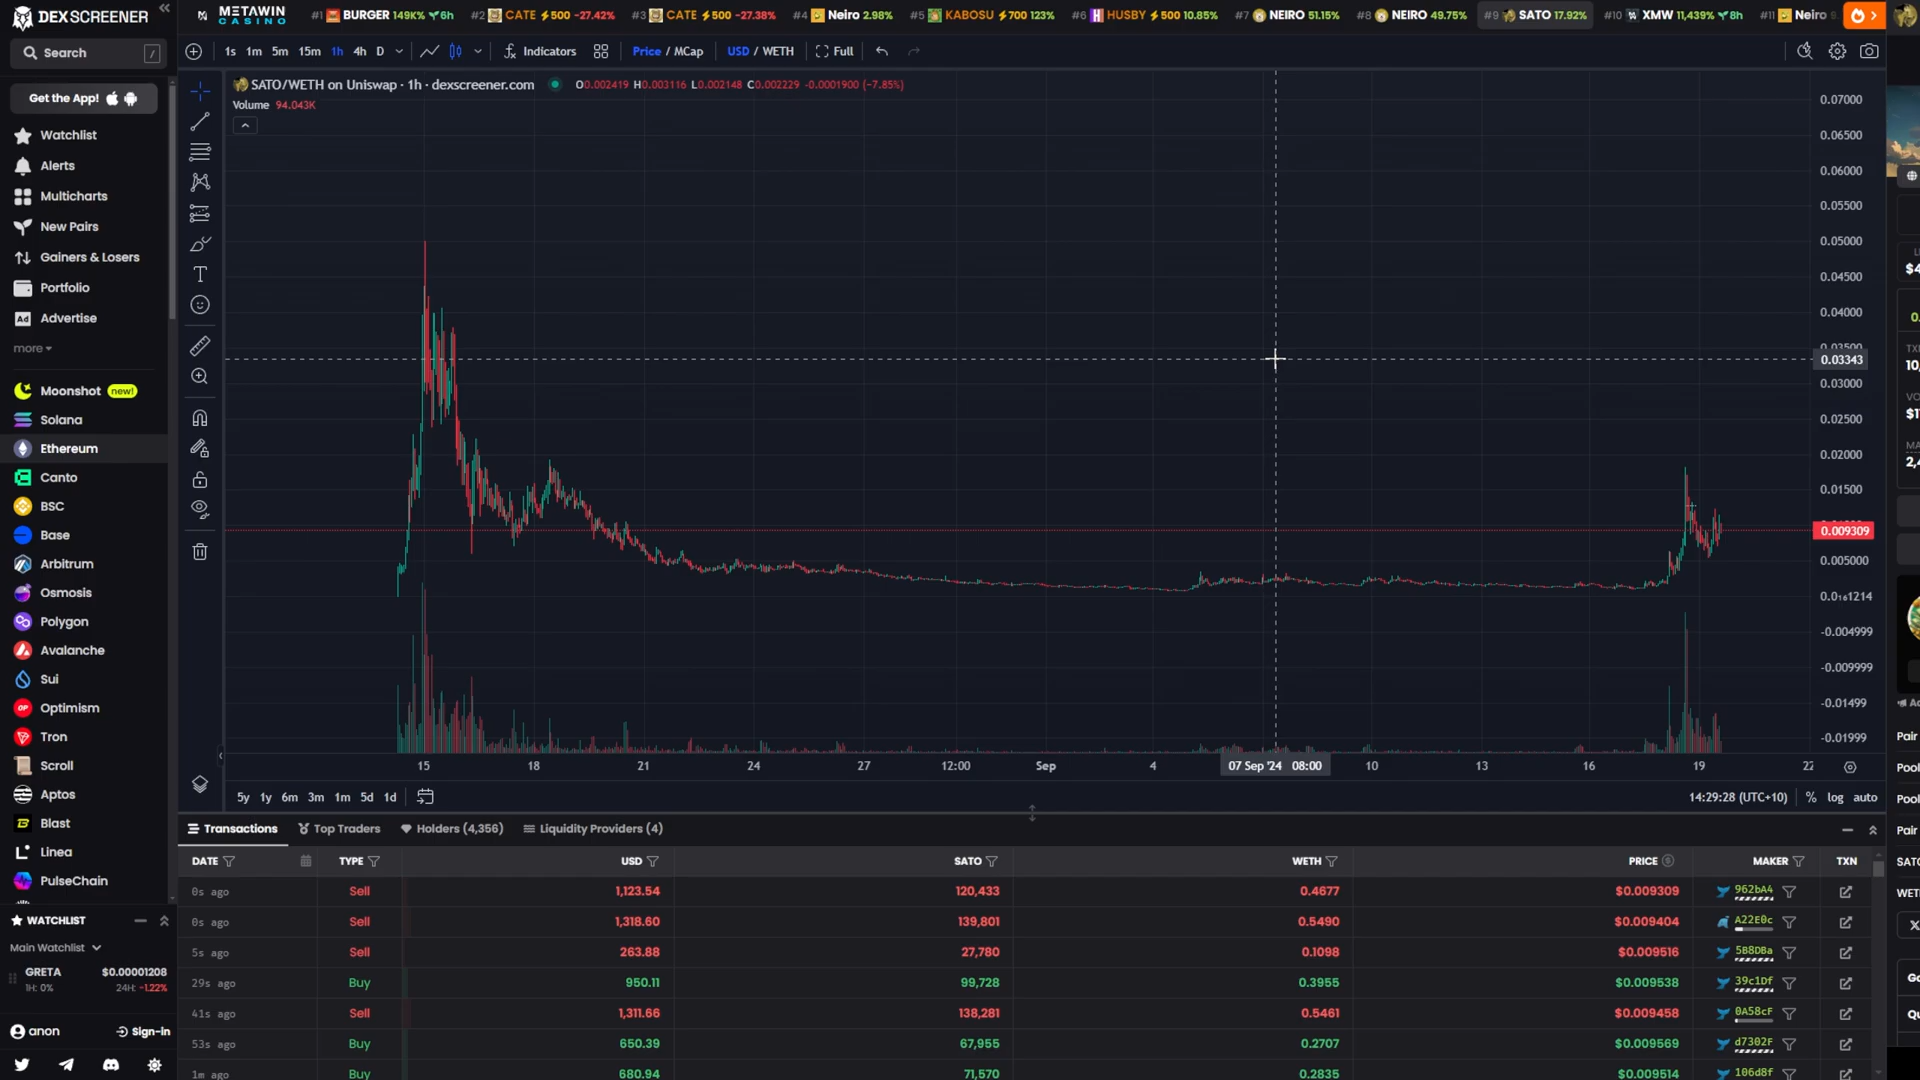 DEX SCREENER
METAWIN
CASINO
#1 BURGER 149K% 6h
#2 CATE ⚡500 -27.42%
#3 CATE ⚡500 -27.38%
#4 Neiro 2.98%
#5 KABOSU ⚡700 123%
#6 HUSBY ⚡500 10.85%
#7 NEIRO 51.15%
#8 NEIRO 49.75%
#9 SATO 17.92%
#10 XMW 11,439% 8h
#11 Neiro
Search /
1s 1m 5m 15m 1h 4h D Indicators Price / MCap USD / WETH Full
SATO/WETH on Uniswap · 1h · dexscreener.com O0.002419 H0.003116 L0.002148 C0.002229 -0.0001900 (-7.85%)
Volume 94.043K
Get the App!
Watchlist
Alerts
Multicharts
New Pairs
Gainers & Losers
Portfolio
Ad Advertise
more
Moonshot new!
Solana
Ethereum
Canto
BSC
Base
Arbitrum
Osmosis
Polygon
Avalanche
Sui
OP Optimism
Tron
Scroll
Aptos
Blast
Linea
PulseChain
WATCHLIST
Main Watchlist
GRETA $0.00001208
1H: 0% 24H: -1.22%
anon Sign-in
0.07000
0.06500
0.06000
0.05500
0.05000
0.04500
0.04000
0.03343
0.03000
0.02500
0.02000
0.01500
0.009309
0.005000
0.0₁₆1214
-0.004999
-0.009999
-0.01499
-0.01999
15 18 21 24 27 12:00 Sep 4 07 Sep '24 08:00 10 13 16 19 22
5y 1y 6m 3m 1m 5d 1d 14:29:28 (UTC+10) % log auto
Transactions Top Traders Holders (4,356) Liquidity Providers (4)
DATE TYPE USD SATO WETH PRICE MAKER TXN
0s ago Sell 1,123.54 120,433 0.4677 $0.009309 962bA4
0s ago Sell 1,318.60 139,801 0.5490 $0.009404 A22E0c
5s ago Sell 263.88 27,780 0.1098 $0.009516 5B8DBa
29s ago Buy 950.11 99,728 0.3955 $0.009538 39c1Df
41s ago Sell 1,311.66 138,281 0.5461 $0.009458 0A58cF
53s ago Buy 650.39 67,955 0.2707 $0.009569 d7302F
1m ago Buy 680.94 71,570 0.2835 $0.009514 106d8f
Pair
Pool
Pool
Pair
SATO
WET